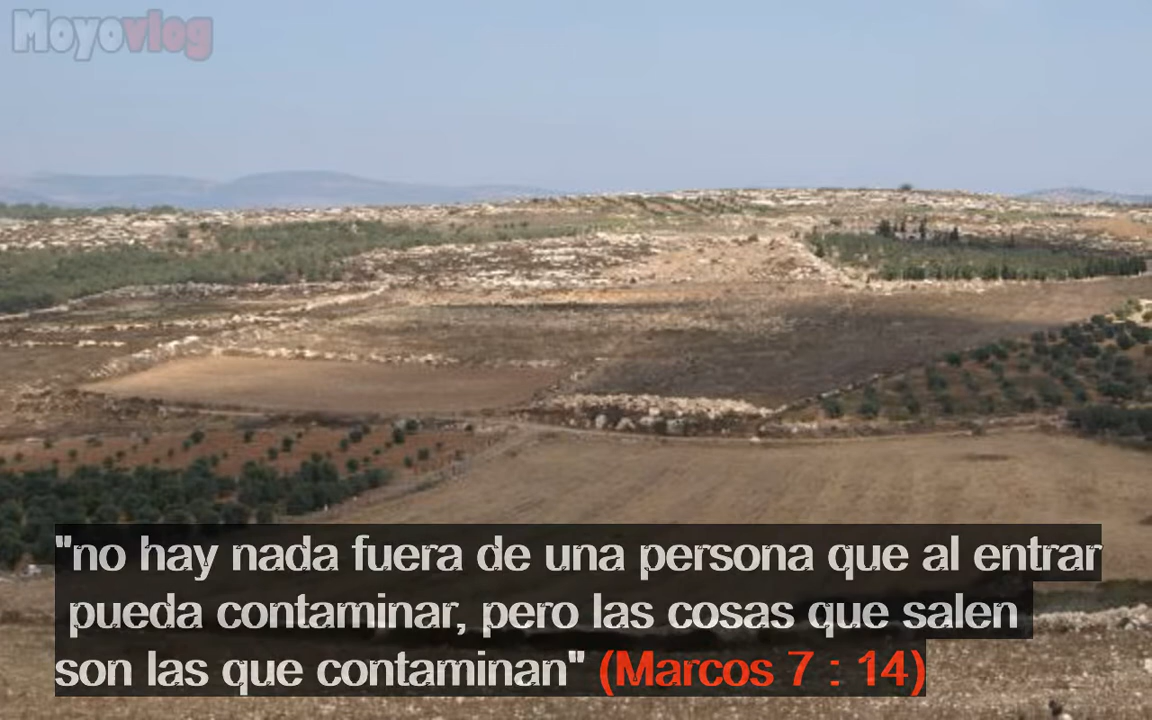 Moyovlog
"no hay nada fuera de una persona que al entrar
pueda contaminar, pero las cosas que salen
son las que contaminan" (Marcos 7 : 14)